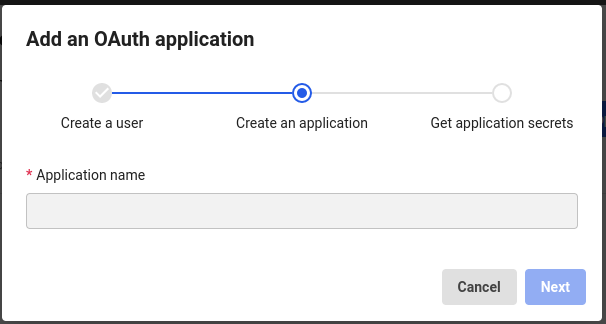 Add an OAuth application
Create a user
Create an application
Get application secrets
* Application name
Cancel
Next